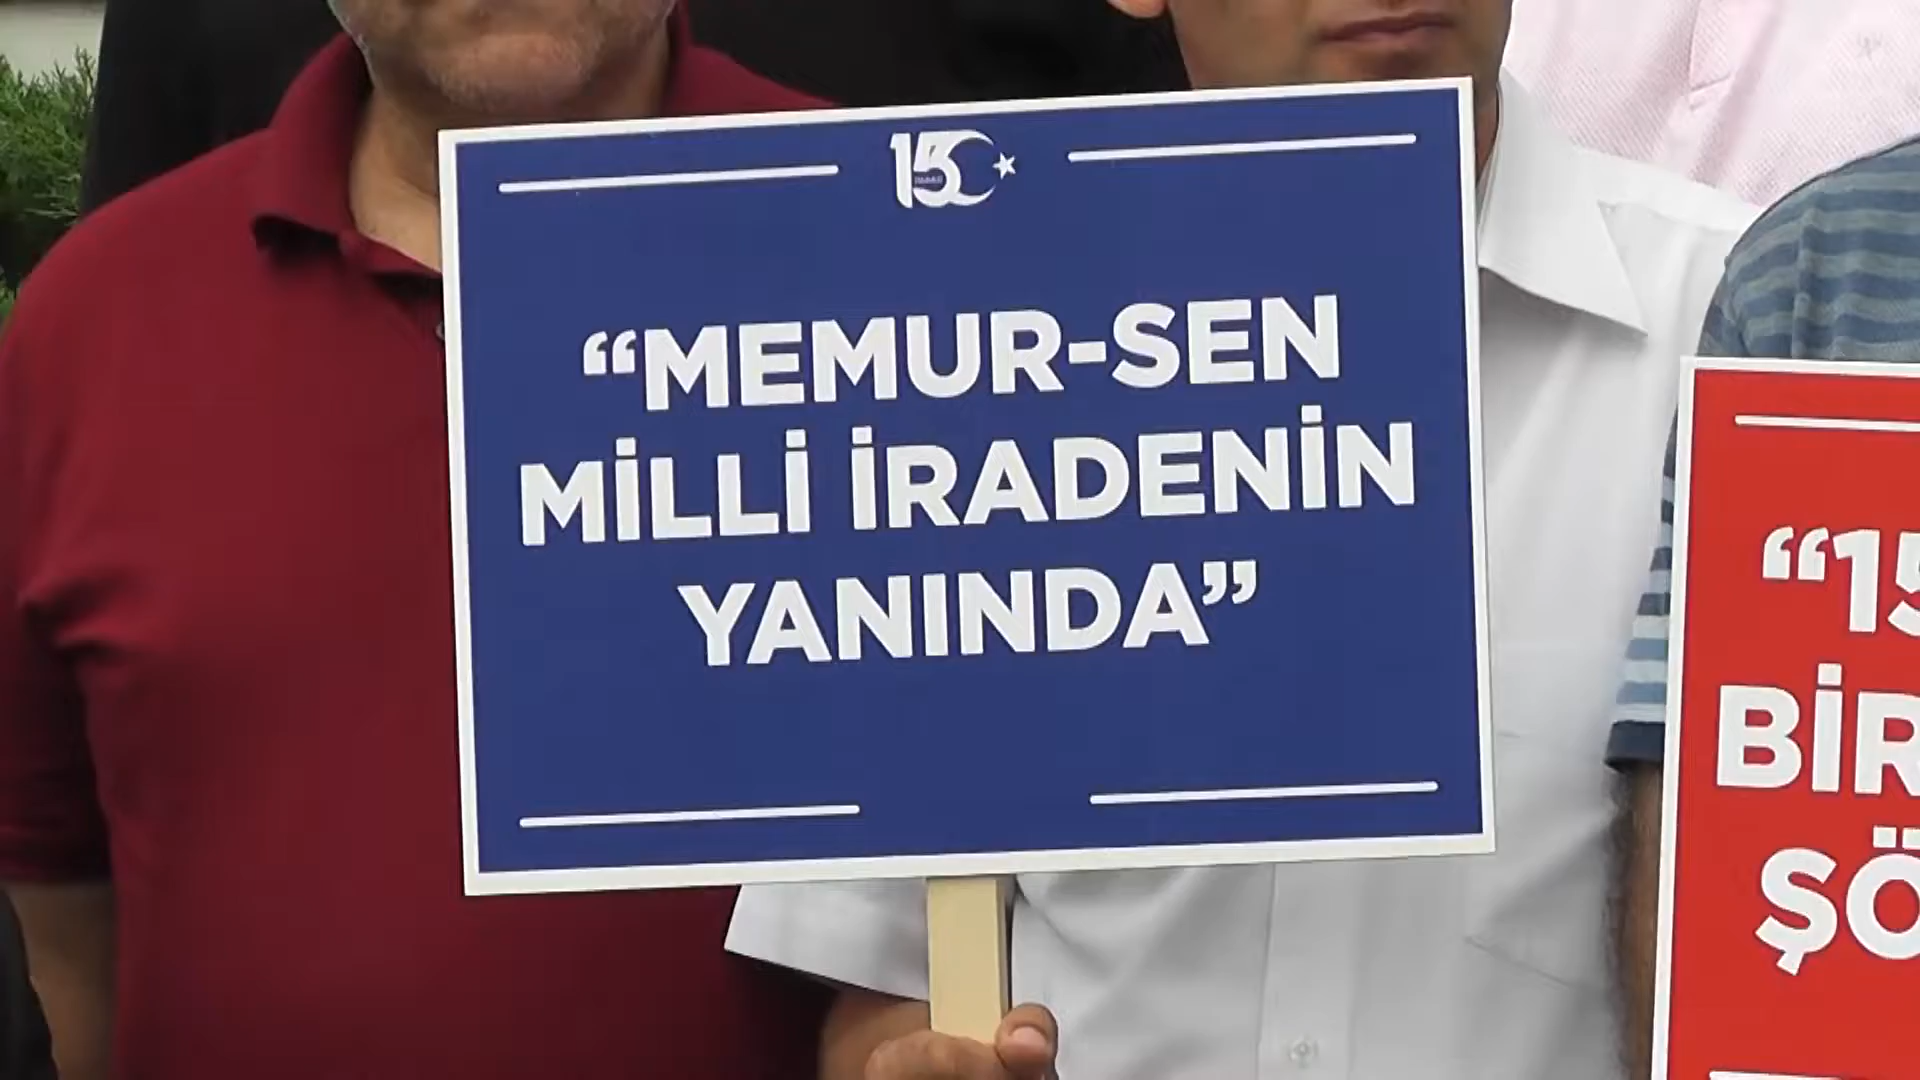 15
“MEMUR-SEN
MİLLİ İRADENİN
YANINDA”
“15
BİR
ŞÖ